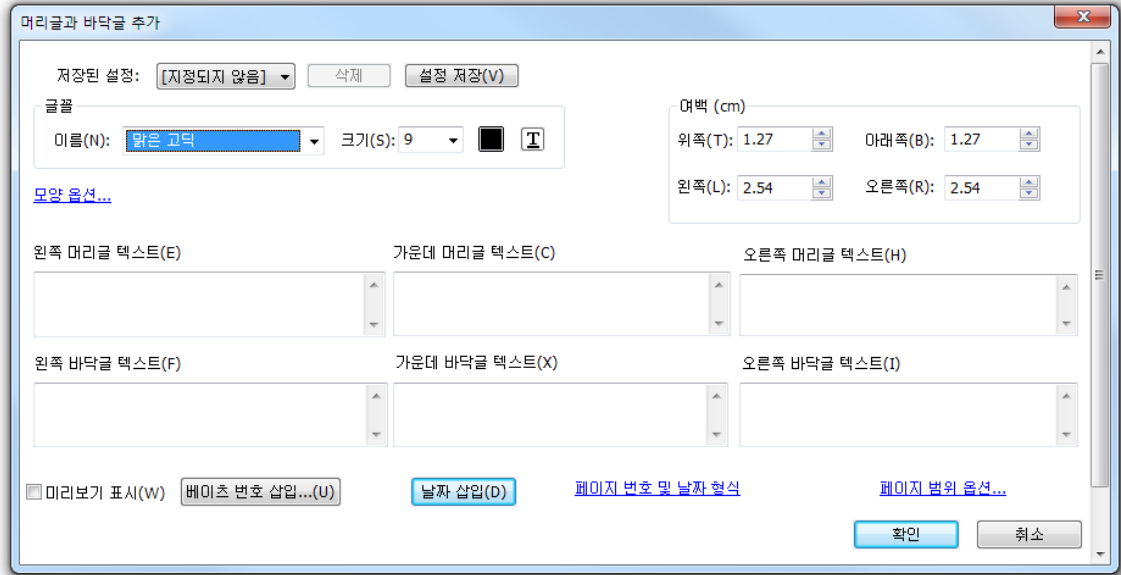 머리글과 바닥글 추가
저장된 설정: [지정되지 않음] 삭제 설정 저장(V)
글꼴
이름(N): 맑은 고딕 크기(S): 9 T
여백 (cm)
위쪽(T): 1.27 아래쪽(B): 1.27
왼쪽(L): 2.54 오른쪽(R): 2.54
모양 옵션...
왼쪽 머리글 텍스트(E) 가운데 머리글 텍스트(C) 오른쪽 머리글 텍스트(H)
왼쪽 바닥글 텍스트(F) 가운데 바닥글 텍스트(X) 오른쪽 바닥글 텍스트(I)
미리보기 표시(W) 베이츠 번호 삽입...(U) 날짜 삽입(D) 페이지 번호 및 날짜 형식 페이지 범위 옵션...
확인 취소